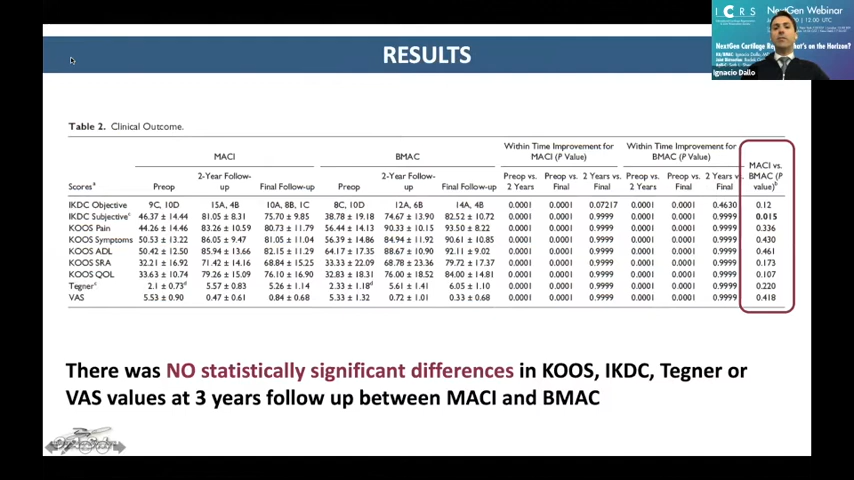 ICRS
NextGen Webinar
12:00 UTC
NextGen Cartilage
What's on the Horizon?
Ignacio Dallo
RESULTS
Table 2. Clinical Outcome.
MACI BMAC Within Time Improvement for MACI (P Value) Within Time Improvement for BMAC (P Value) MACI vs. BMAC (P value)b
Scoresa Preop 2-Year Follow-up Final Follow-up Preop 2-Year Follow-up Final Follow-up Preop vs. 2 Years Preop vs. Final 2 Years vs. Final Preop vs. 2 Years Preop vs. Final 2 Years vs. Final
IKDC Objective 9C, 10D 15A, 4B 10A, 8B, 1C 8C, 10D 12A, 6B 14A, 4B 0.0001 0.0001 0.07217 0.0001 0.0001 0.4630 0.12
IKDC Subjectivec 46.37 ± 14.44 81.05 ± 8.31 75.70 ± 9.85 38.78 ± 19.18 74.67 ± 13.90 82.52 ± 10.72 0.0001 0.0001 0.9999 0.0001 0.0001 0.9999 0.015
KOOS Pain 44.26 ± 14.46 83.26 ± 10.59 80.73 ± 11.79 56.44 ± 14.13 90.33 ± 10.15 93.50 ± 8.22 0.0001 0.0001 0.9999 0.0001 0.0001 0.9999 0.336
KOOS Symptoms 50.53 ± 13.22 86.05 ± 9.47 81.05 ± 11.04 56.39 ± 14.86 84.94 ± 11.92 90.61 ± 10.85 0.0001 0.0001 0.9999 0.0001 0.0001 0.9999 0.430
KOOS ADL 50.42 ± 12.50 85.94 ± 13.66 82.15 ± 11.29 64.17 ± 17.35 88.67 ± 10.90 92.11 ± 9.02 0.0001 0.0001 0.9999 0.0001 0.0001 0.9999 0.461
KOOS SRA 32.21 ± 16.92 71.42 ± 14.16 68.84 ± 15.25 33.33 ± 22.09 68.78 ± 23.36 79.72 ± 17.37 0.0001 0.0001 0.9999 0.0001 0.0001 0.9999 0.173
KOOS QOL 33.63 ± 10.74 79.26 ± 15.09 76.10 ± 16.90 32.83 ± 18.31 76.00 ± 18.52 84.00 ± 14.81 0.0001 0.0001 0.9999 0.0001 0.0001 0.9999 0.107
Tegnerc 2.1 ± 0.73d 5.57 ± 0.83 5.26 ± 1.14 2.33 ± 1.18d 5.61 ± 1.41 6.05 ± 1.10 0.0001 0.0001 0.9999 0.0001 0.0001 0.9999 0.220
VAS 5.53 ± 0.90 0.47 ± 0.61 0.84 ± 0.68 5.33 ± 1.32 0.72 ± 1.01 0.33 ± 0.68 0.0001 0.0001 0.9999 0.0001 0.0001 0.9999 0.418
There was NO statistically significant differences in KOOS, IKDC, Tegner or
VAS values at 3 years follow up between MACI and BMAC